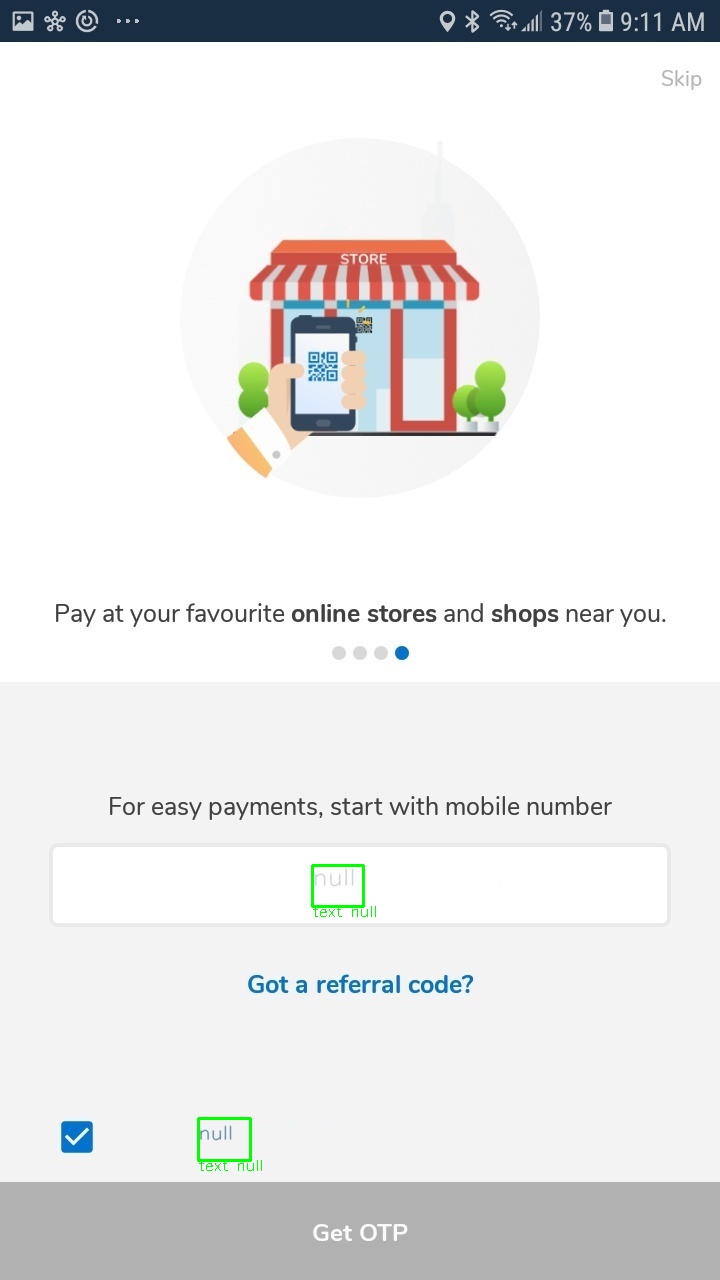 37% 9:11 AM
Skip
STORE
Pay at your favourite online stores and shops near you.
For easy payments, start with mobile number
null
text null
Got a referral code?
null
text null
Get OTP